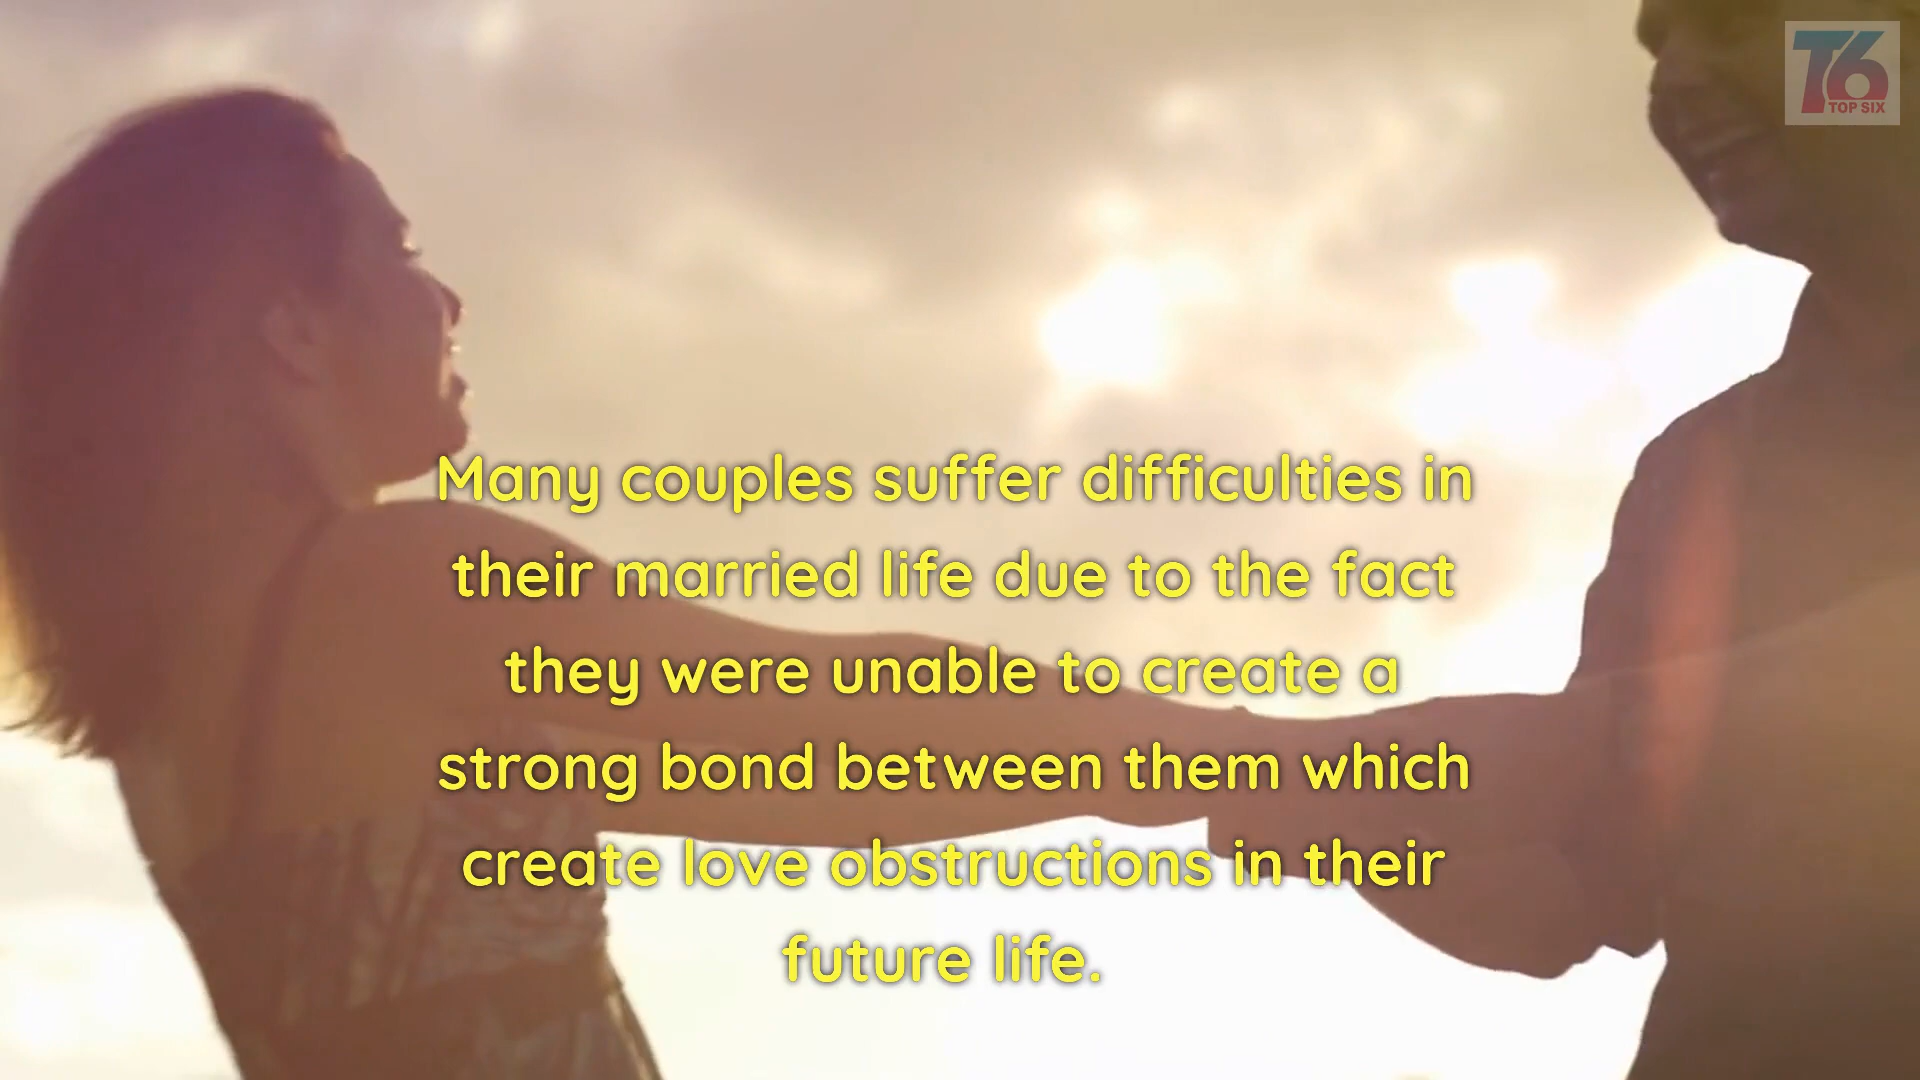 T6
TOP SIX
Many couples suffer difficulties in
their married life due to the fact
they were unable to create a
strong bond between them which
create love obstructions in their
future life.